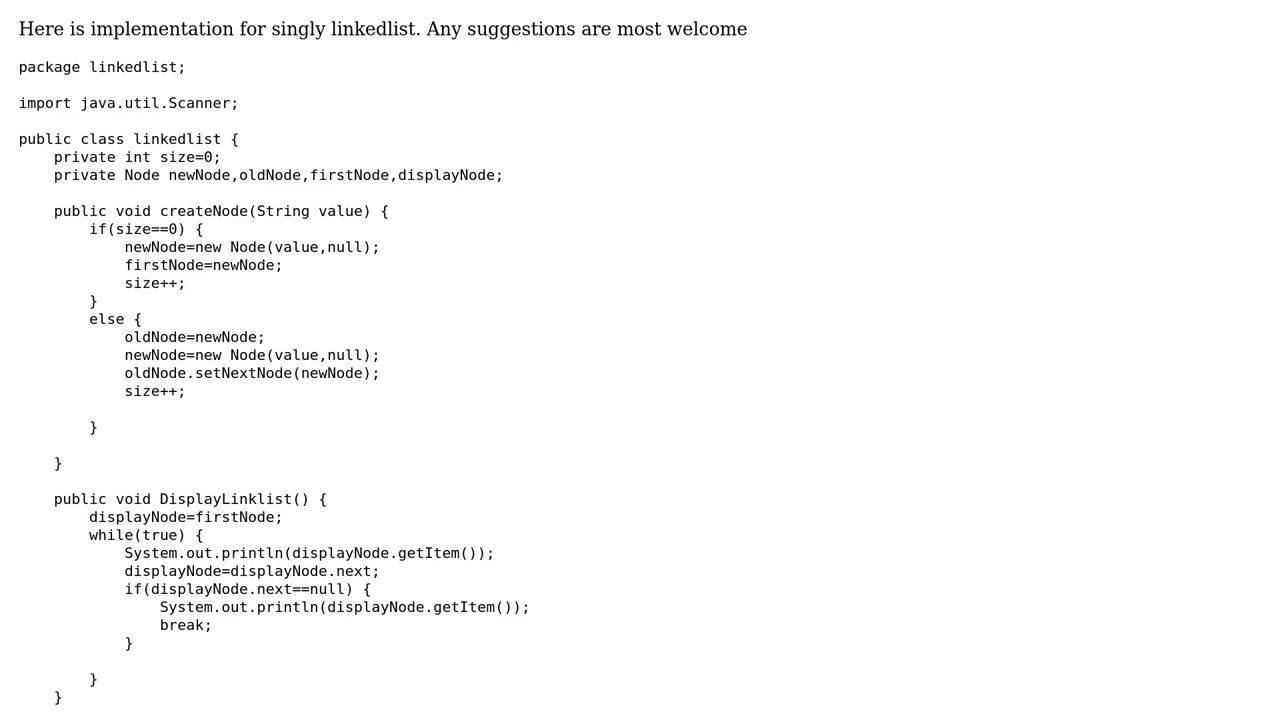 Here is implementation for singly linkedlist. Any suggestions are most welcome
package linkedlist;
import java.util.Scanner;
public class linkedlist {
    private int size=0;
    private Node newNode,oldNode,firstNode,displayNode;
    public void createNode(String value) {
        if(size==0) {
            newNode=new Node(value,null);
            firstNode=newNode;
            size++;
        }
        else {
            oldNode=newNode;
            newNode=new Node(value,null);
            oldNode.setNextNode(newNode);
            size++;
        }
    }
    public void DisplayLinklist() {
        displayNode=firstNode;
        while(true) {
            System.out.println(displayNode.getItem());
            displayNode=displayNode.next;
            if(displayNode.next==null) {
                System.out.println(displayNode.getItem());
                break;
            }
        }
    }